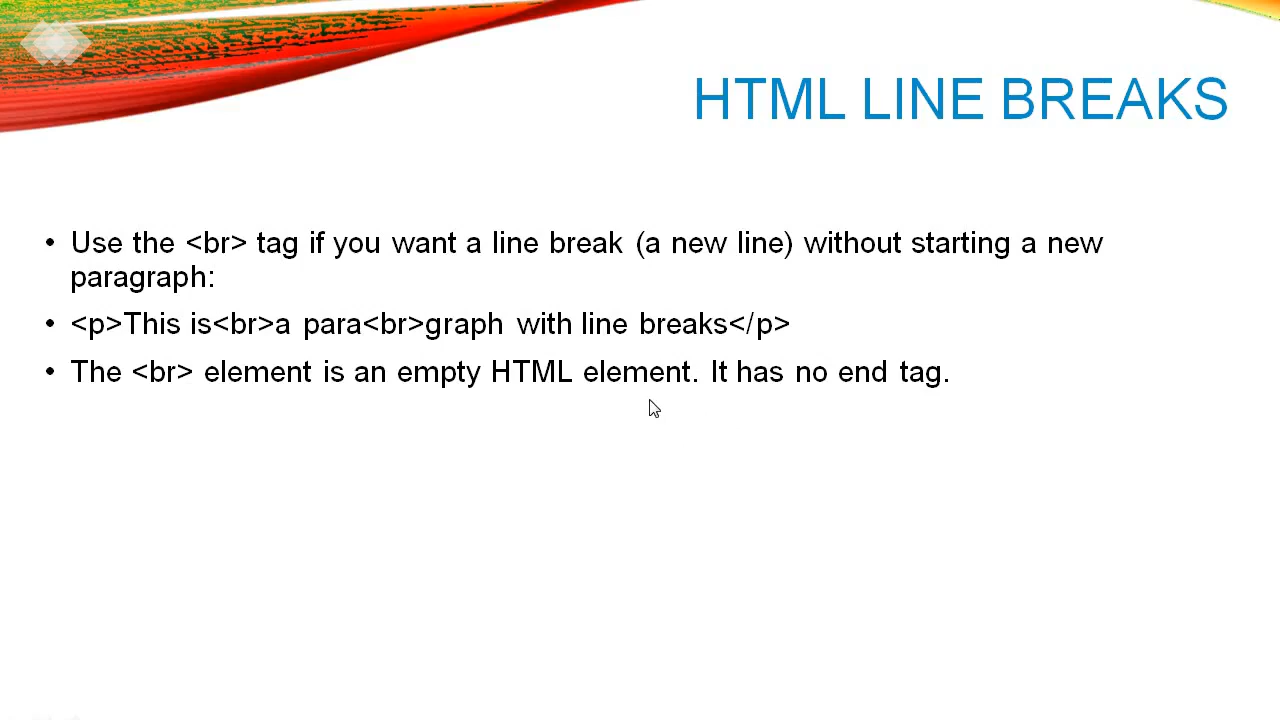 HTML LINE BREAKS
• Use the <br> tag if you want a line break (a new line) without starting a new
paragraph:
• <p>This is<br>a para<br>graph with line breaks</p>
• The <br> element is an empty HTML element. It has no end tag.